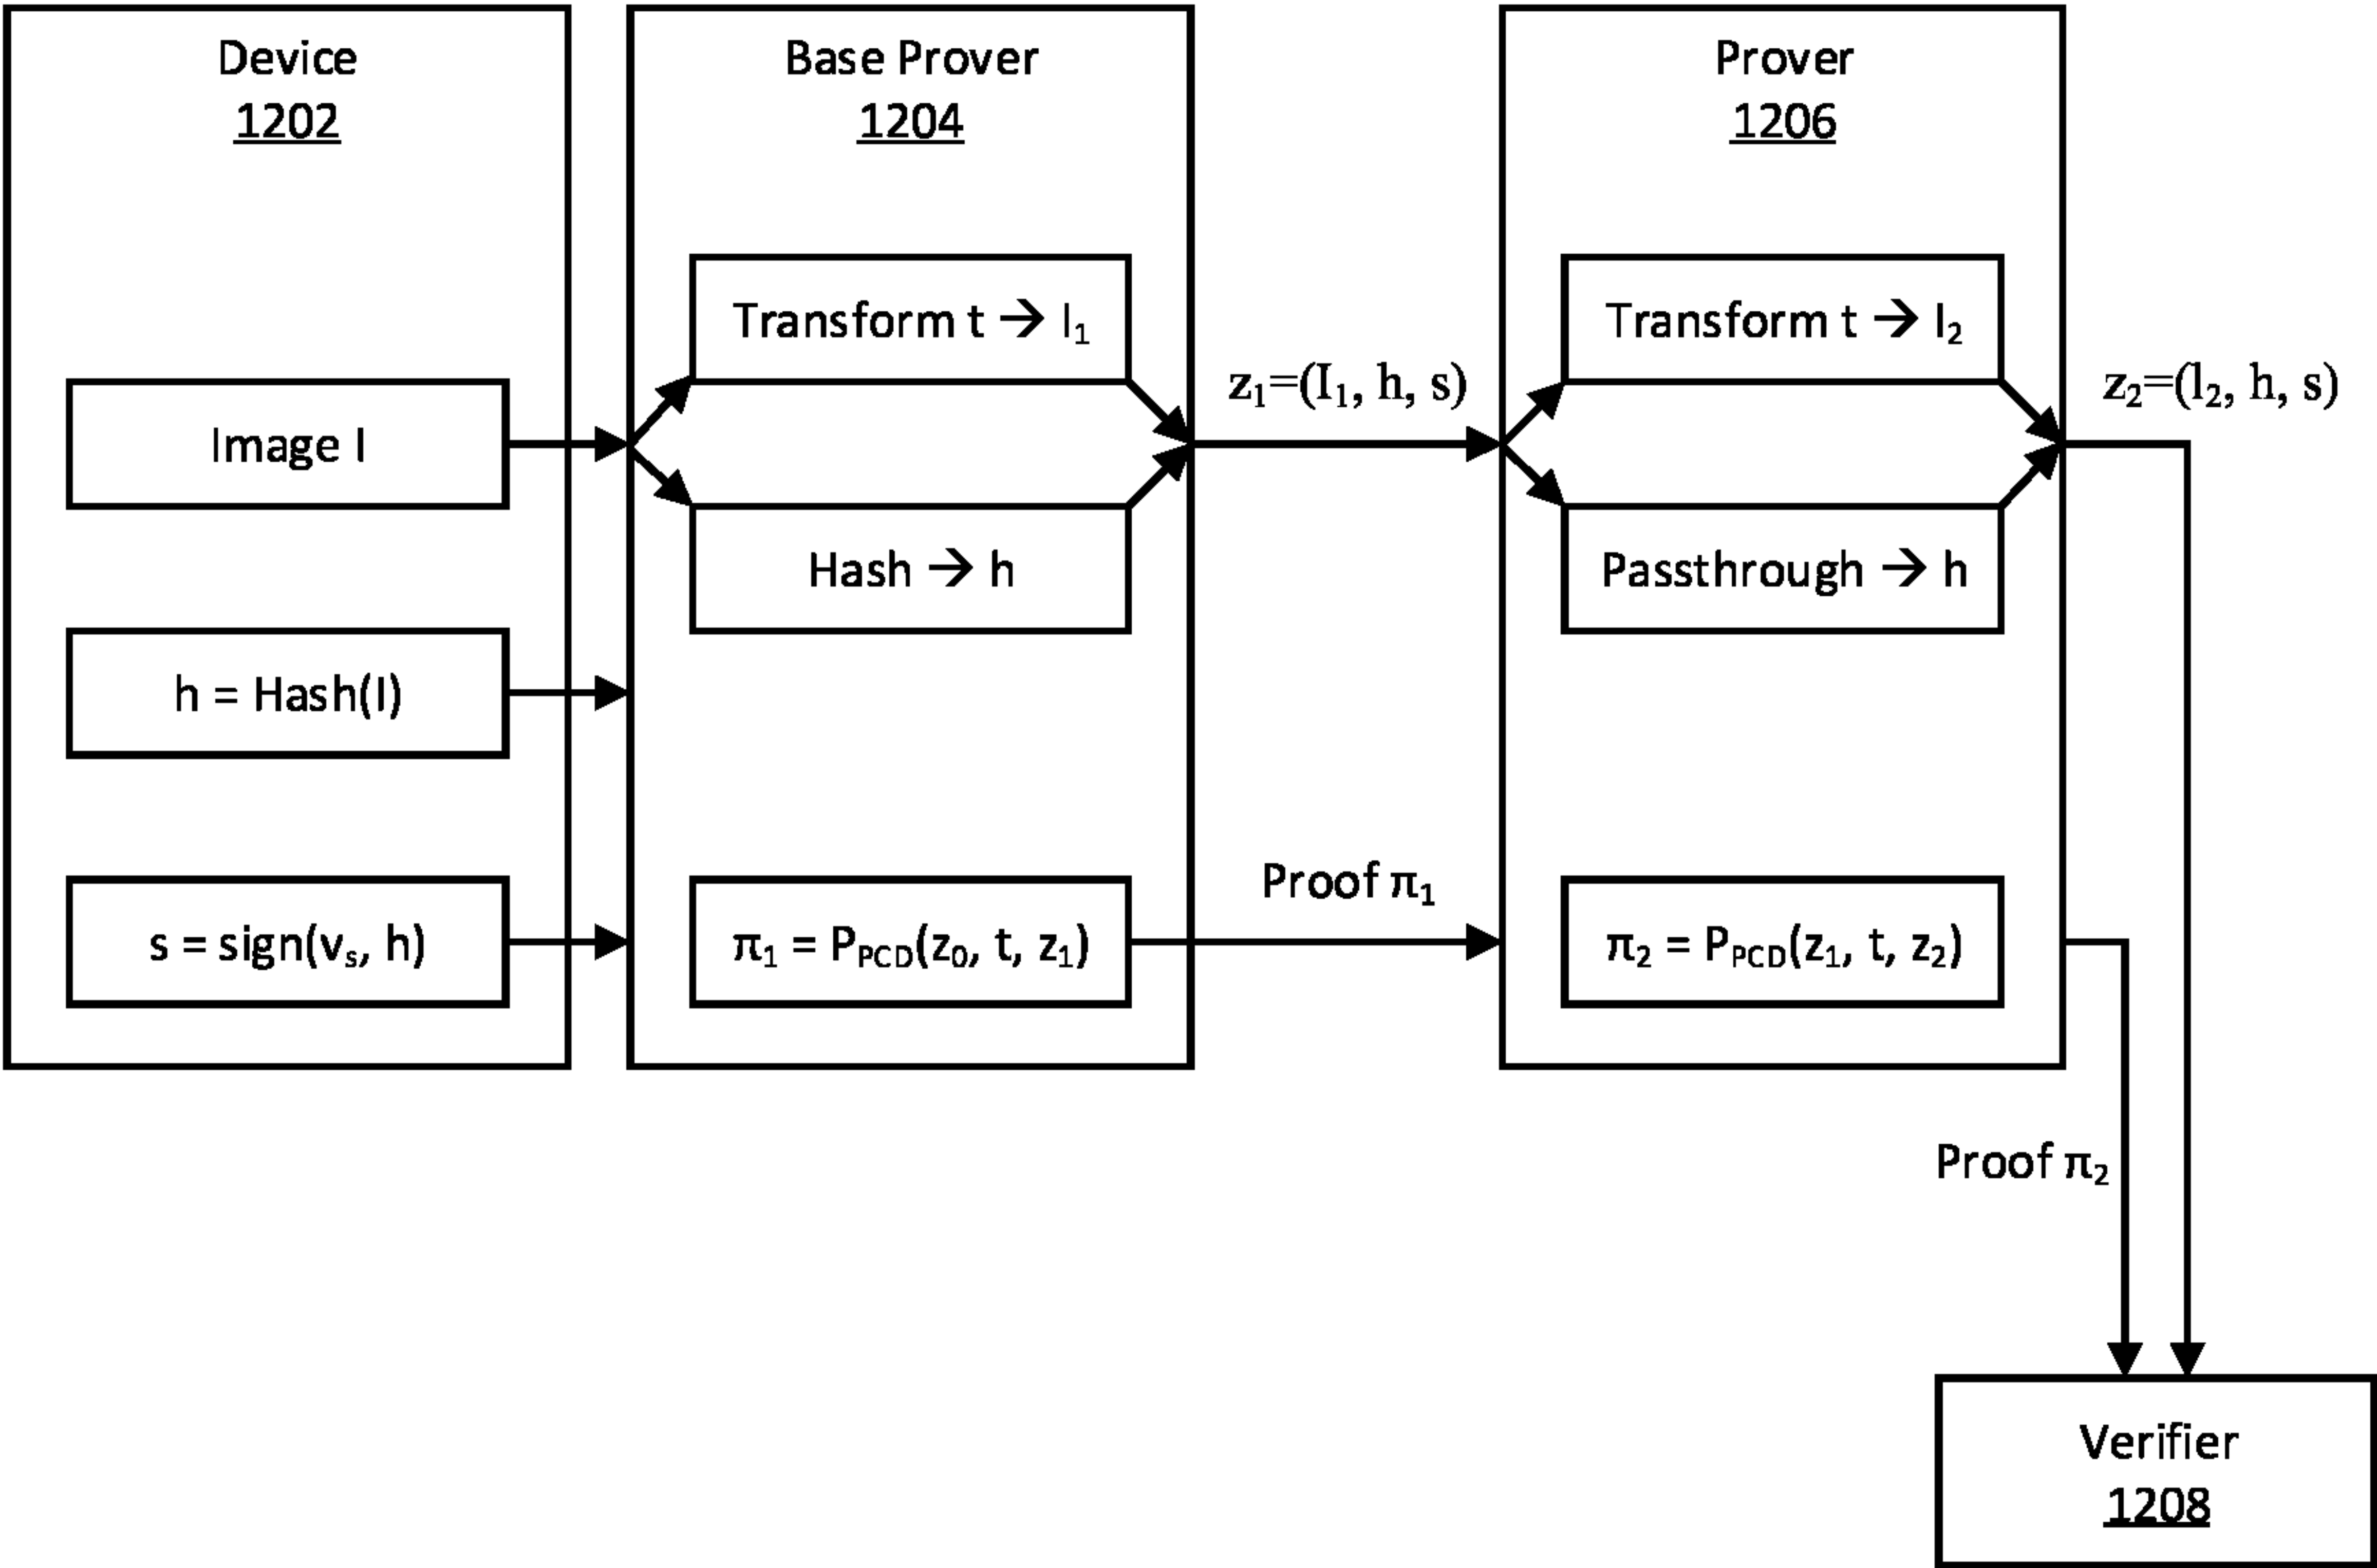 Device
1202
Image I
h = Hash(I)
s = sign(vₛ, h)
Base Prover
1204
Transform t → I₁
Hash → h
π₁ = P_PCD(z₀, t, z₁)
z₁=(I₁, h, s)
Proof π₁
Prover
1206
Transform t → I₂
Passthrough → h
π₂ = P_PCD(z₁, t, z₂)
z₂=(l₂, h, s)
Proof π₂
Verifier
1208